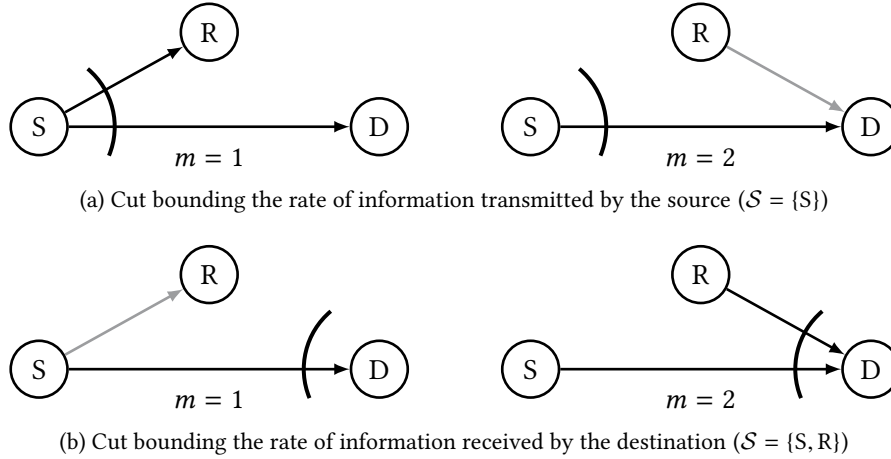 R R
S D S D
m = 1 m = 2
(a) Cut bounding the rate of information transmitted by the source (𝒮 = {S})
R R
S D S D
m = 1 m = 2
(b) Cut bounding the rate of information received by the destination (𝒮 = {S, R})